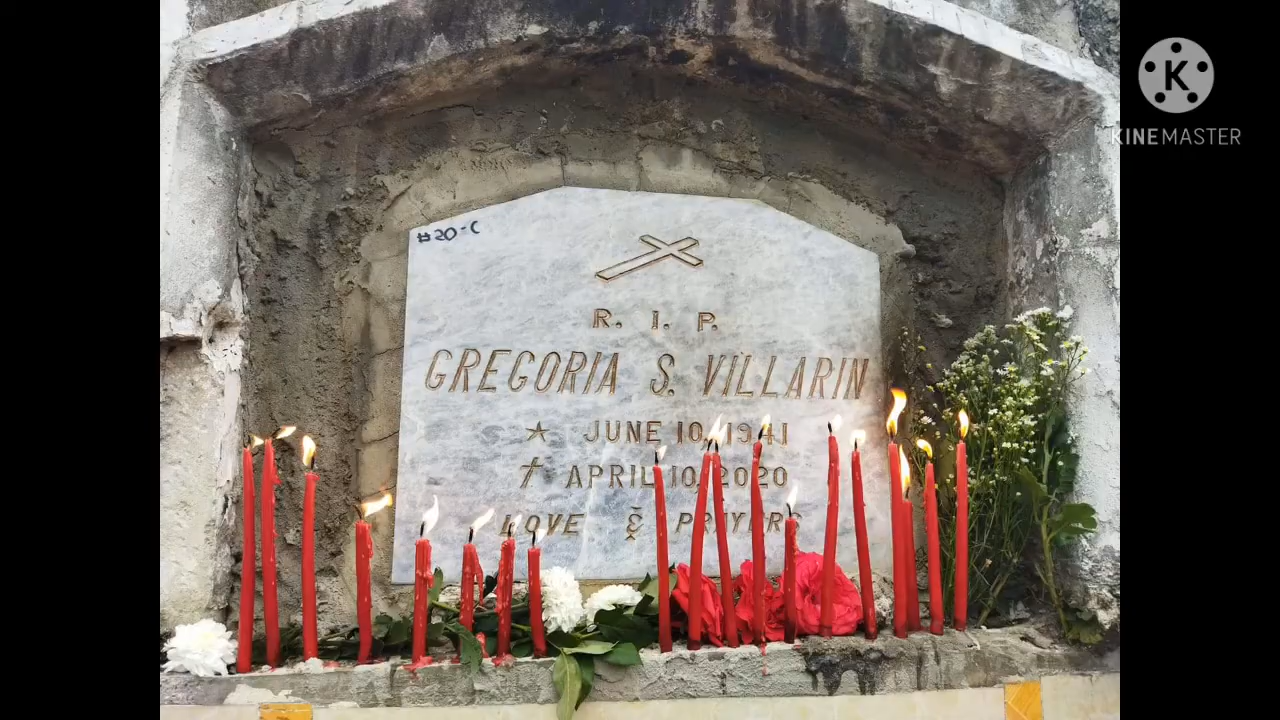 K
KINEMASTER
#20-C
R. I. P.
GREGORIA S. VILLARIN
JUNE 10, 1941
APRIL 10, 2020
LOVE & PRAYERS